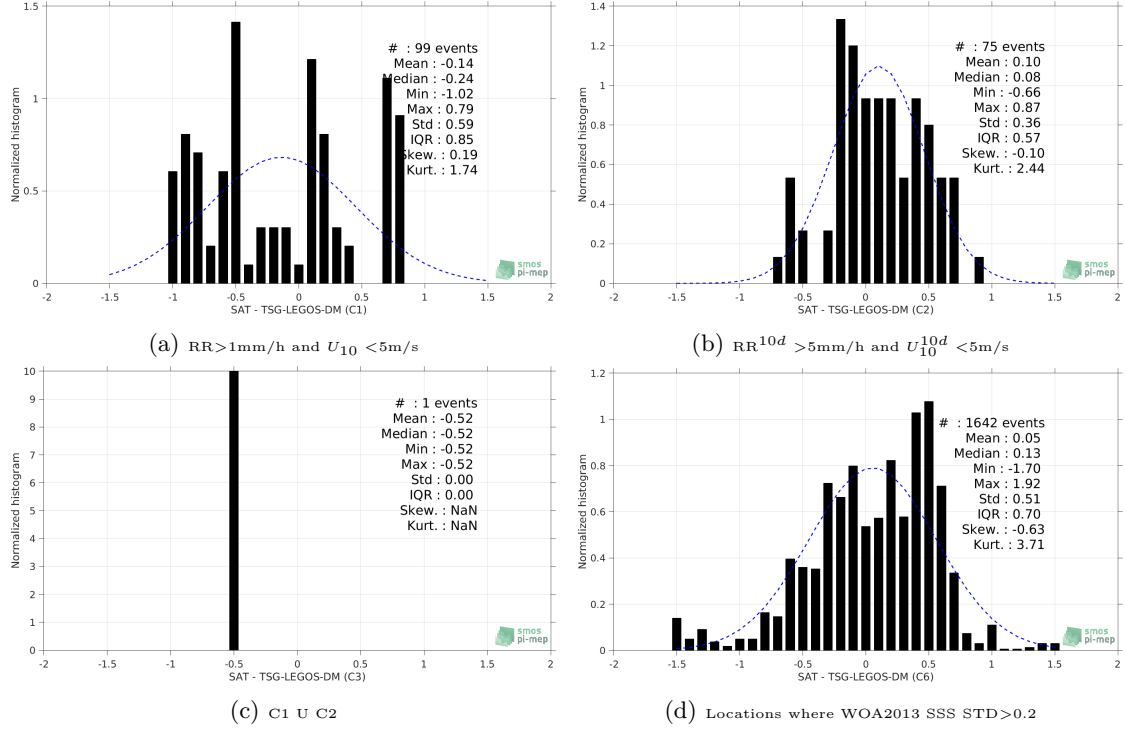 1.5
1
0.5
0
-2
-1.5
-1
-0.5
0
0.5
1
1.5
2
Normalized histogram
# : 99 events
Mean : -0.14
Median : -0.24
Min : -1.02
Max : 0.79
Std : 0.59
IQR : 0.85
Skew. : 0.19
Kurt. : 1.74
smos
pi-mep
SAT - TSG-LEGOS-DM (C1)
(a) RR>1mm/h and U10 <5m/s
1.4
1.2
1
0.8
0.6
0.4
0.2
0
-2
-1.5
-1
-0.5
0
0.5
1
1.5
2
Normalized histogram
# : 75 events
Mean : 0.10
Median : 0.08
Min : -0.66
Max : 0.87
Std : 0.36
IQR : 0.57
Skew. : -0.10
Kurt. : 2.44
smos
pi-mep
SAT - TSG-LEGOS-DM (C2)
(b) RR^10d >5mm/h and U10^10d <5m/s
10
9
8
7
6
5
4
3
2
1
0
-2
-1.5
-1
-0.5
0
0.5
1
1.5
2
Normalized histogram
# : 1 events
Mean : -0.52
Median : -0.52
Min : -0.52
Max : -0.52
Std : 0.00
IQR : 0.00
Skew. : NaN
Kurt. : NaN
smos
pi-mep
SAT - TSG-LEGOS-DM (C3)
(c) C1 U C2
1.2
1
0.8
0.6
0.4
0.2
0
-2
-1.5
-1
-0.5
0
0.5
1
1.5
2
Normalized histogram
# : 1642 events
Mean : 0.05
Median : 0.13
Min : -1.70
Max : 1.92
Std : 0.51
IQR : 0.70
Skew. : -0.63
Kurt. : 3.71
smos
pi-mep
SAT - TSG-LEGOS-DM (C6)
(d) Locations where WOA2013 SSS STD>0.2